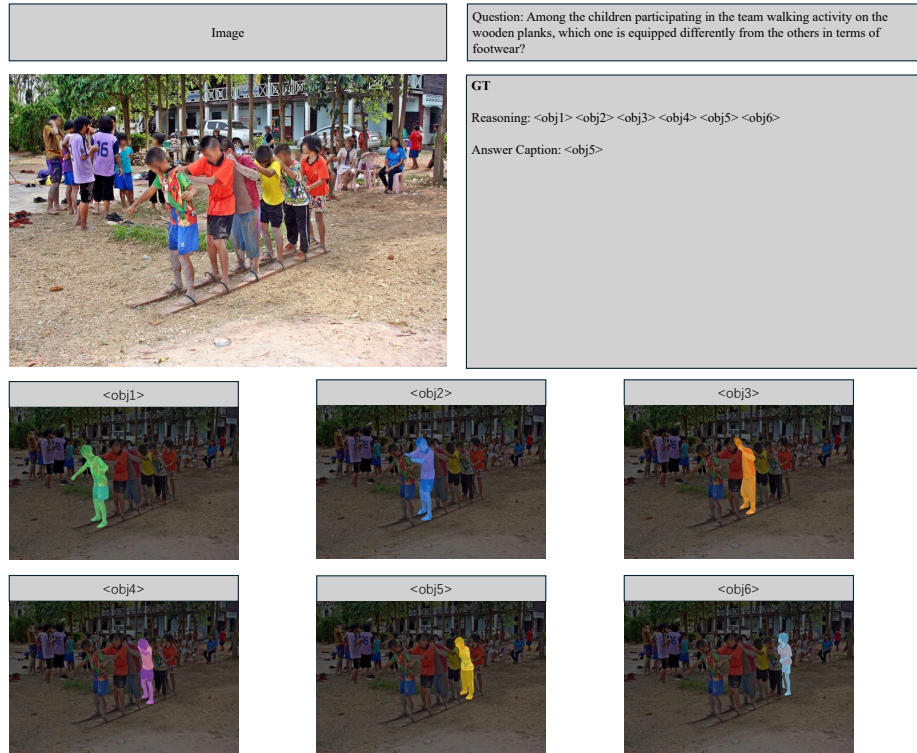 Image
Question: Among the children participating in the team walking activity on the
wooden planks, which one is equipped differently from the others in terms of
footwear?
GT
Reasoning: <obj1> <obj2> <obj3> <obj4> <obj5> <obj6>
Answer Caption: <obj5>
16
<obj1>
<obj2>
<obj3>
<obj4>
<obj5>
<obj6>